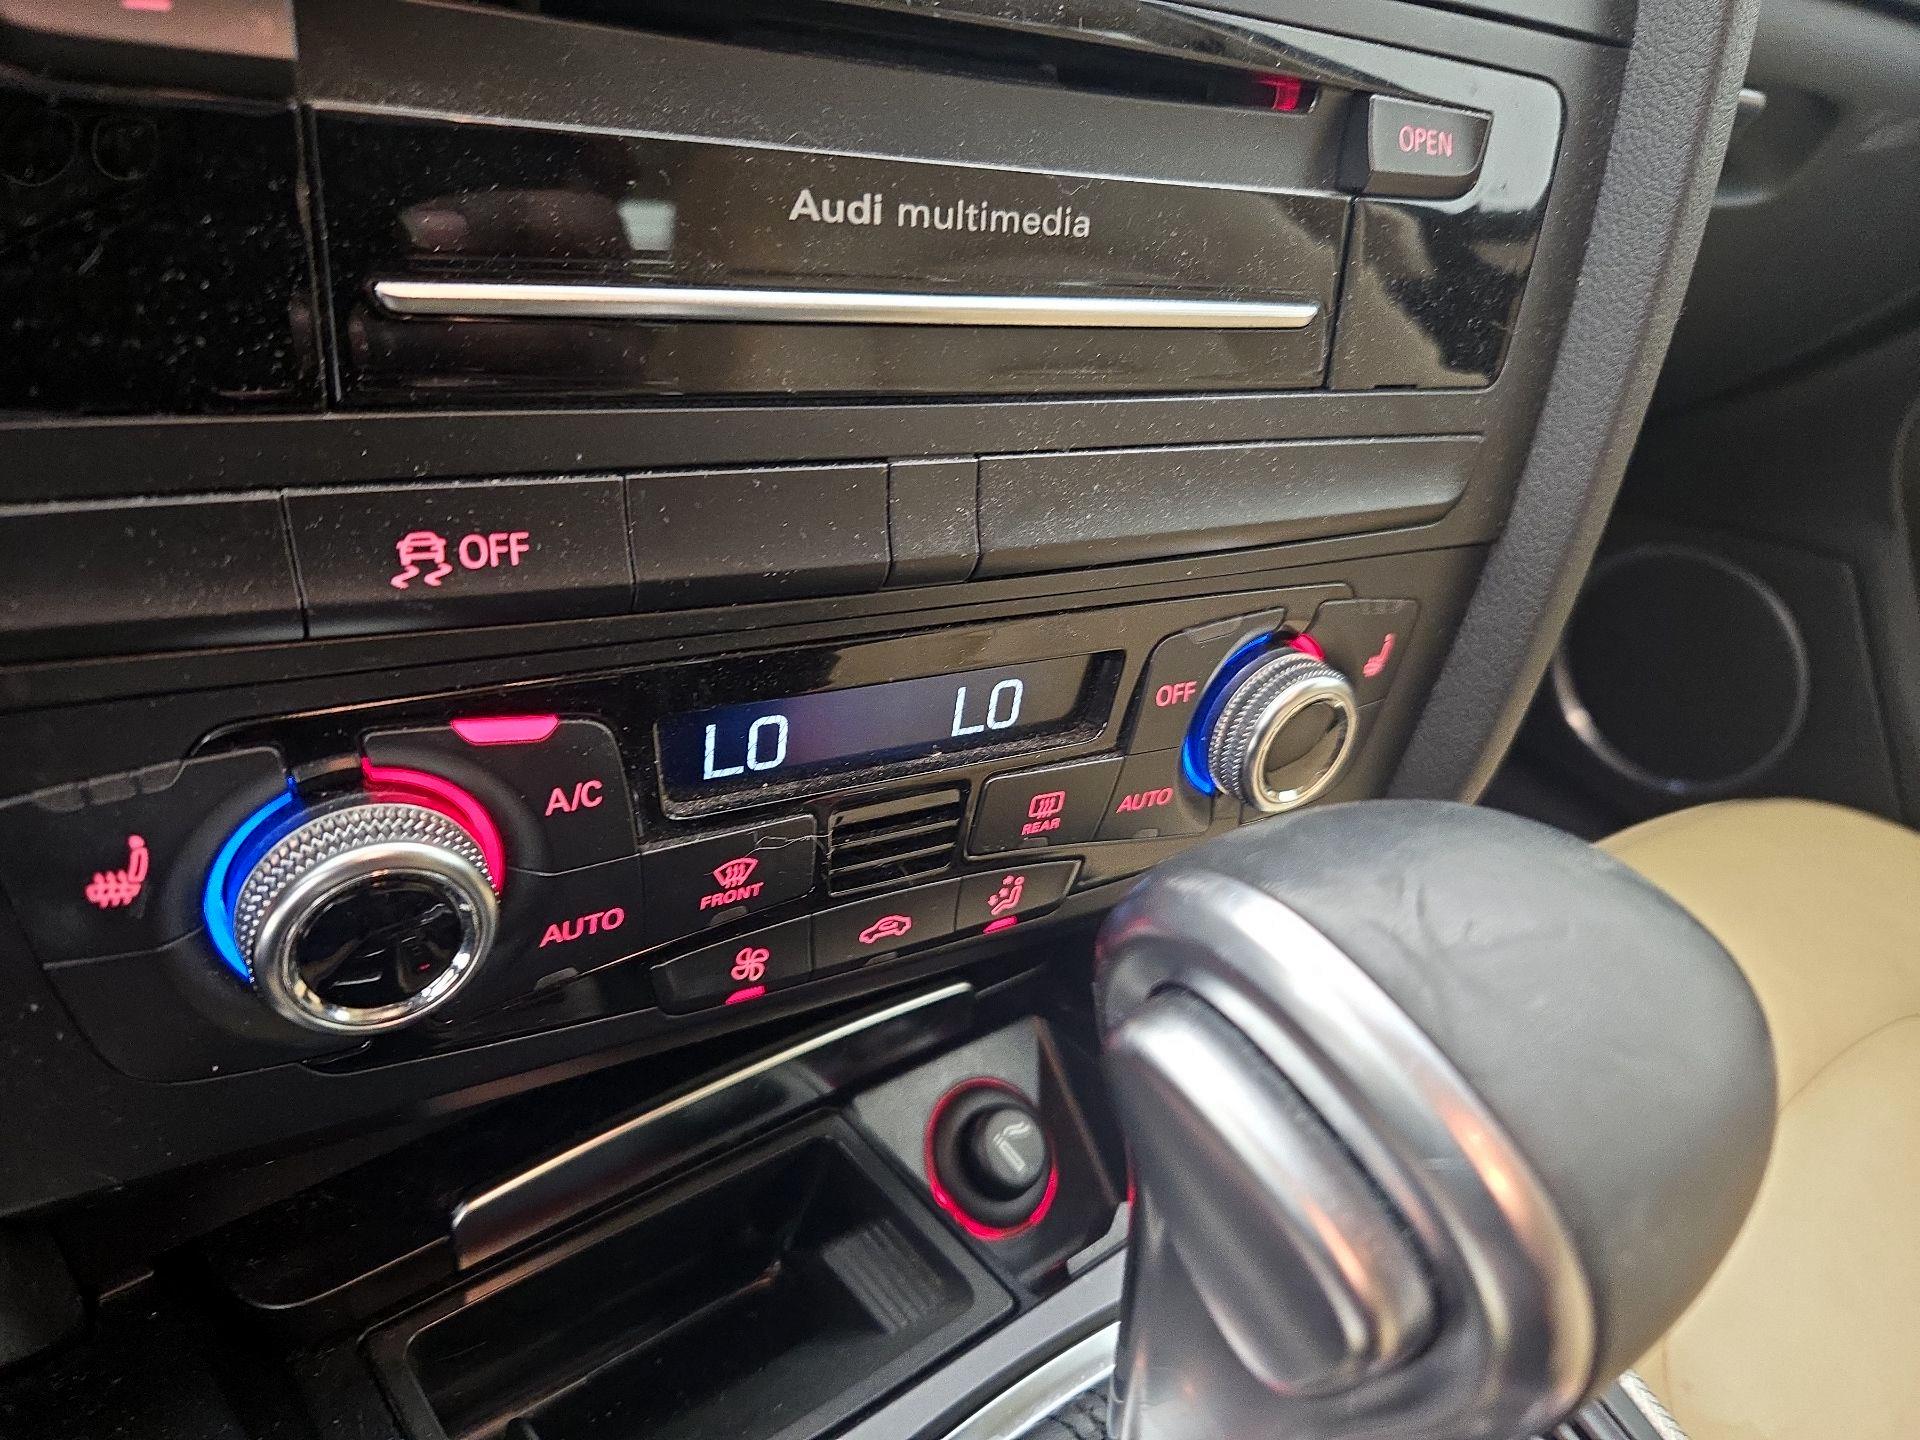 OPEN
Audi multimedia
OFF
LO LO
OFF
A/C
REAR
AUTO
FRONT
AUTO